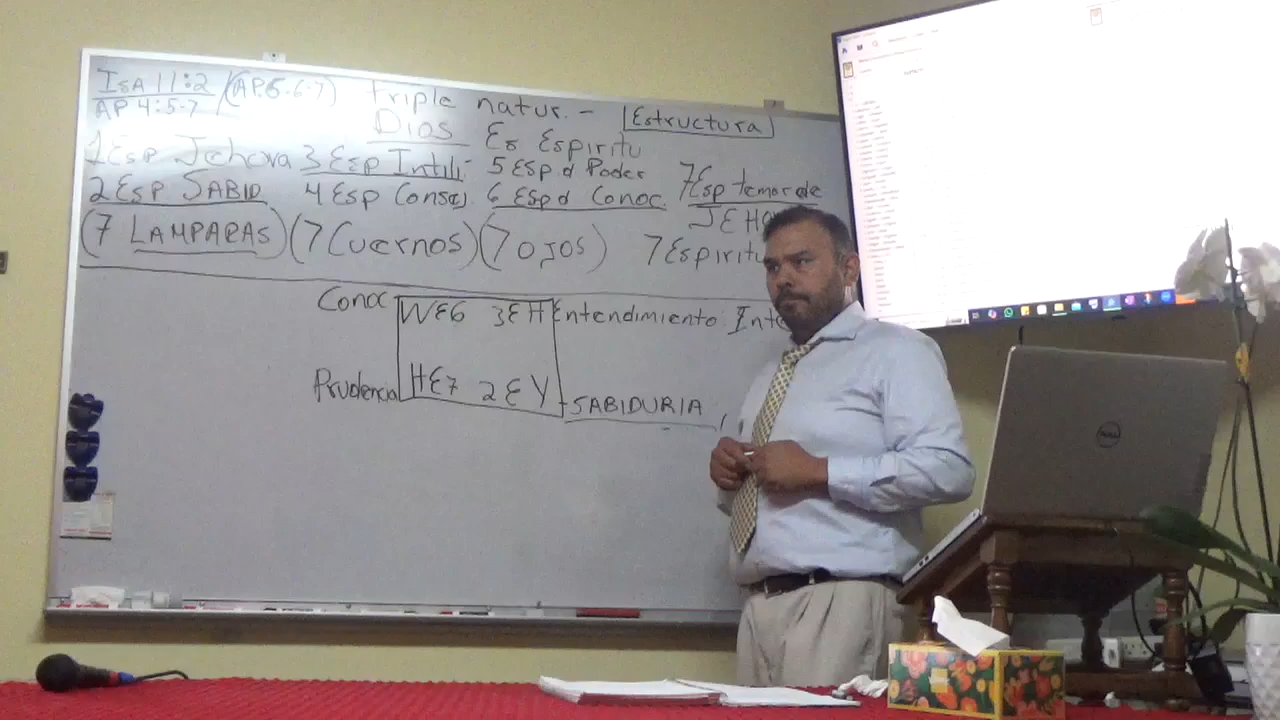 ISA 11:2 / (AP.5.6-7)
AP 4:5-7
triple natur.- Estructura
DIOS Es Espiritu
1 Esp Jehova 3 Esp Intili- 5 Esp d Poder 7 Esp temor de
2 Esp SABID 4 Esp Consej 6 ESp d Conoc. JEHO
(7 LAMPARAS) (7 Cuernos) (7 ojos) 7 Espiritu
Conoc WE6 3EH Entendimiento: Inte
Prudencia HE7 2EY SABIDURIA
DELL